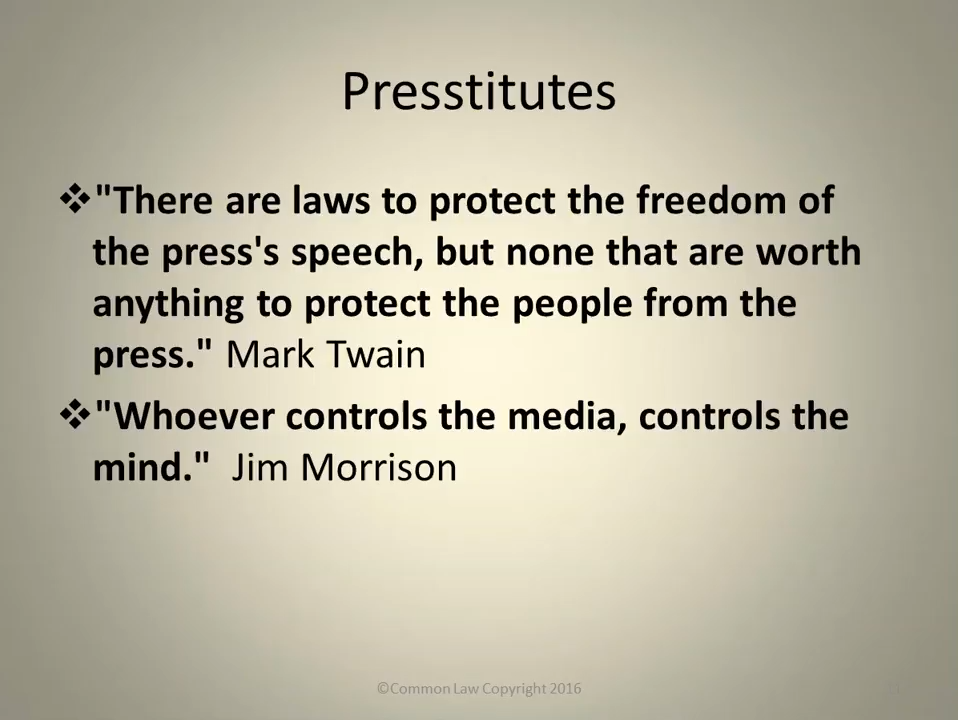 Presstitutes
❖"There are laws to protect the freedom of
the press's speech, but none that are worth
anything to protect the people from the
press." Mark Twain
❖"Whoever controls the media, controls the
mind."  Jim Morrison
©Common Law Copyright 2016